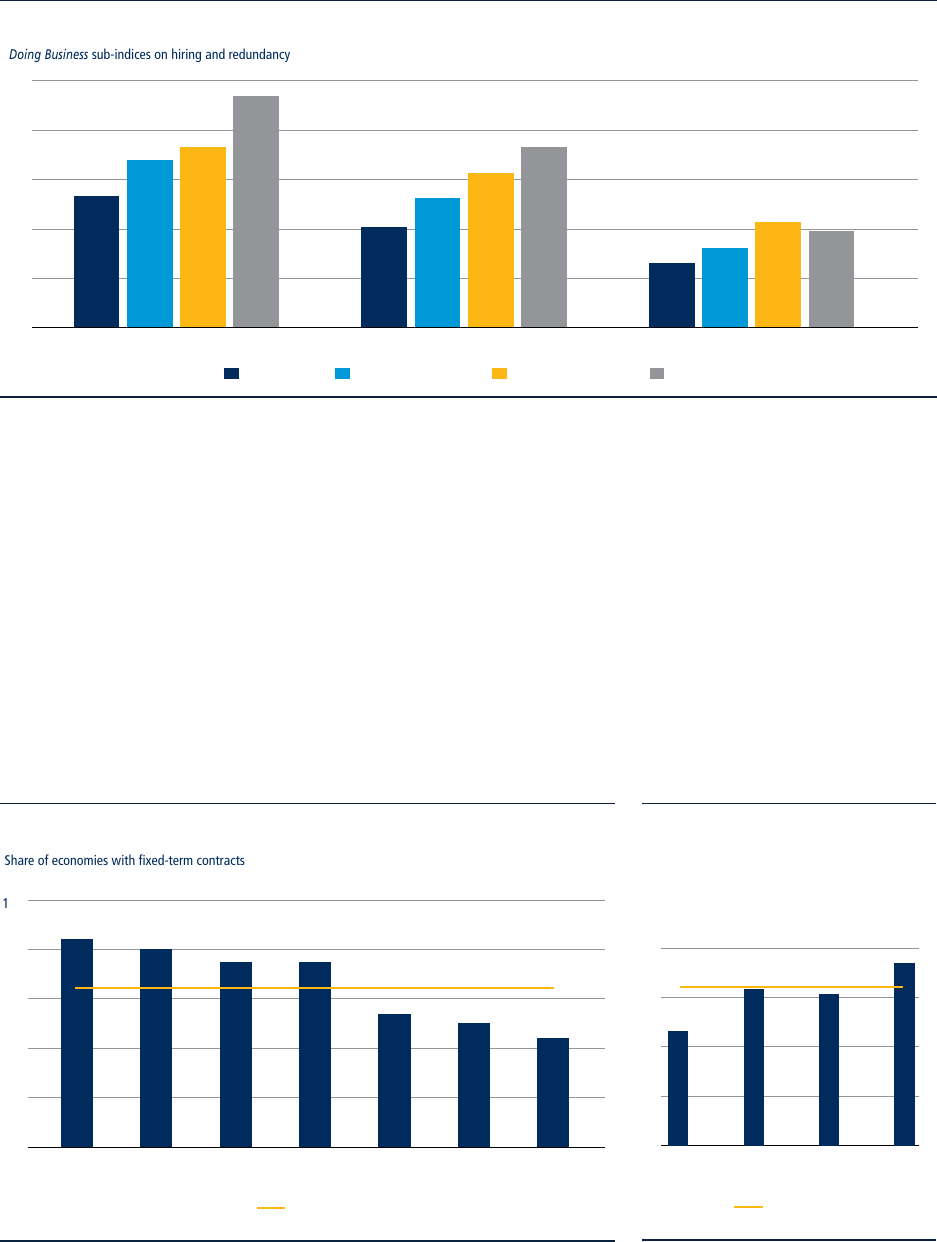 Doing Business sub-indices on hiring and redundancy
Share of economies with fixed-term contracts
1